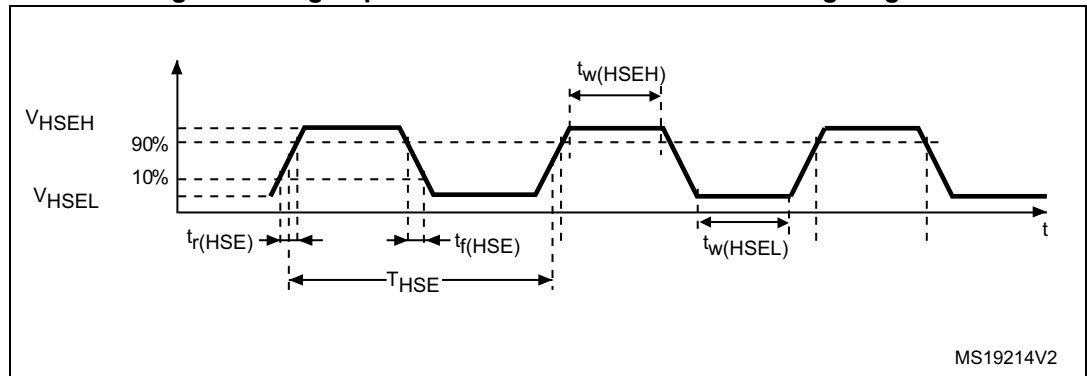 tw(HSEH)
VHSEH
90%
10%
VHSEL
tr(HSE)
tf(HSE)
tw(HSEL)
t
THSE
MS19214V2